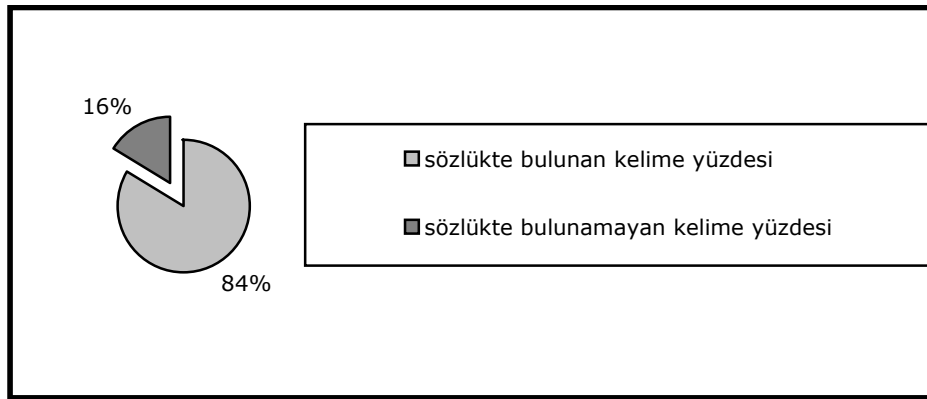 16%
sözlükte bulunan kelime yüzdesi
sözlükte bulunamayan kelime yüzdesi
84%